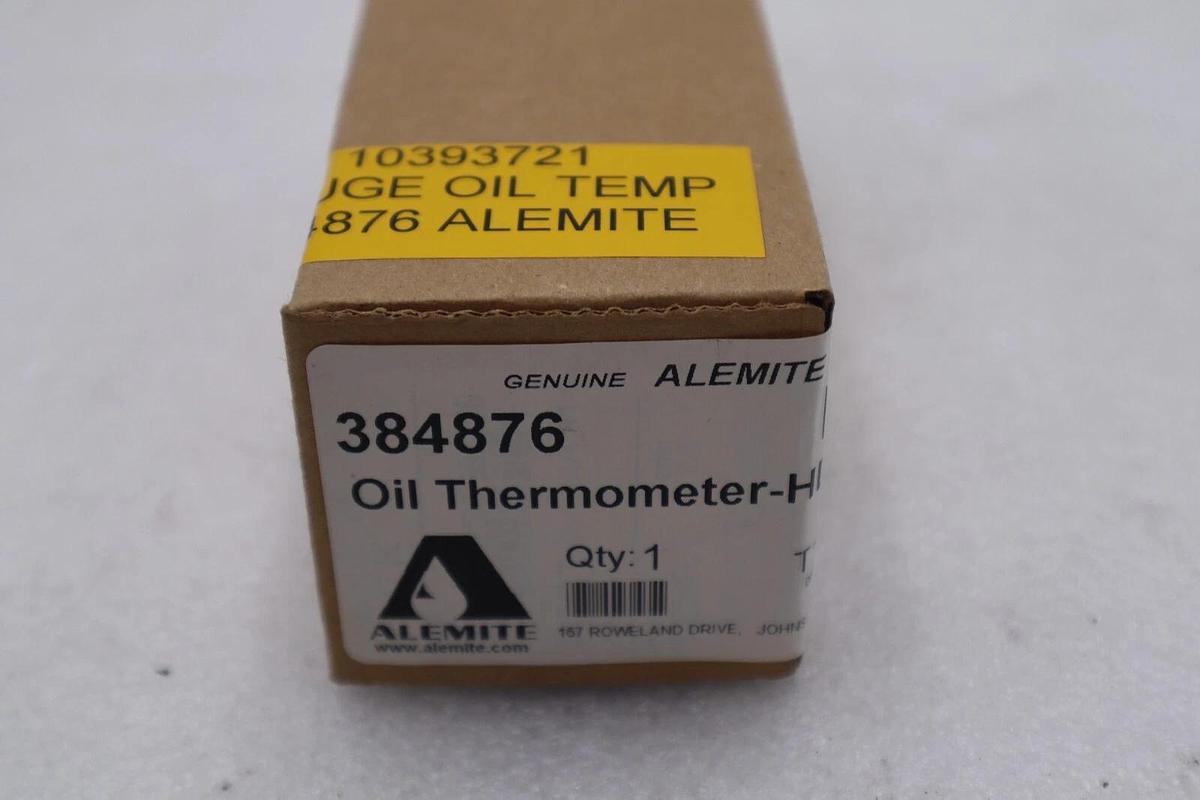 10393721
UGE OIL TEMP
4876 ALEMITE
GENUINE ALEMITE
384876
Oil Thermometer-H
Qty: 1
ALEMITE
www.alemite.com
167 ROWELAND DRIVE, JOHNS